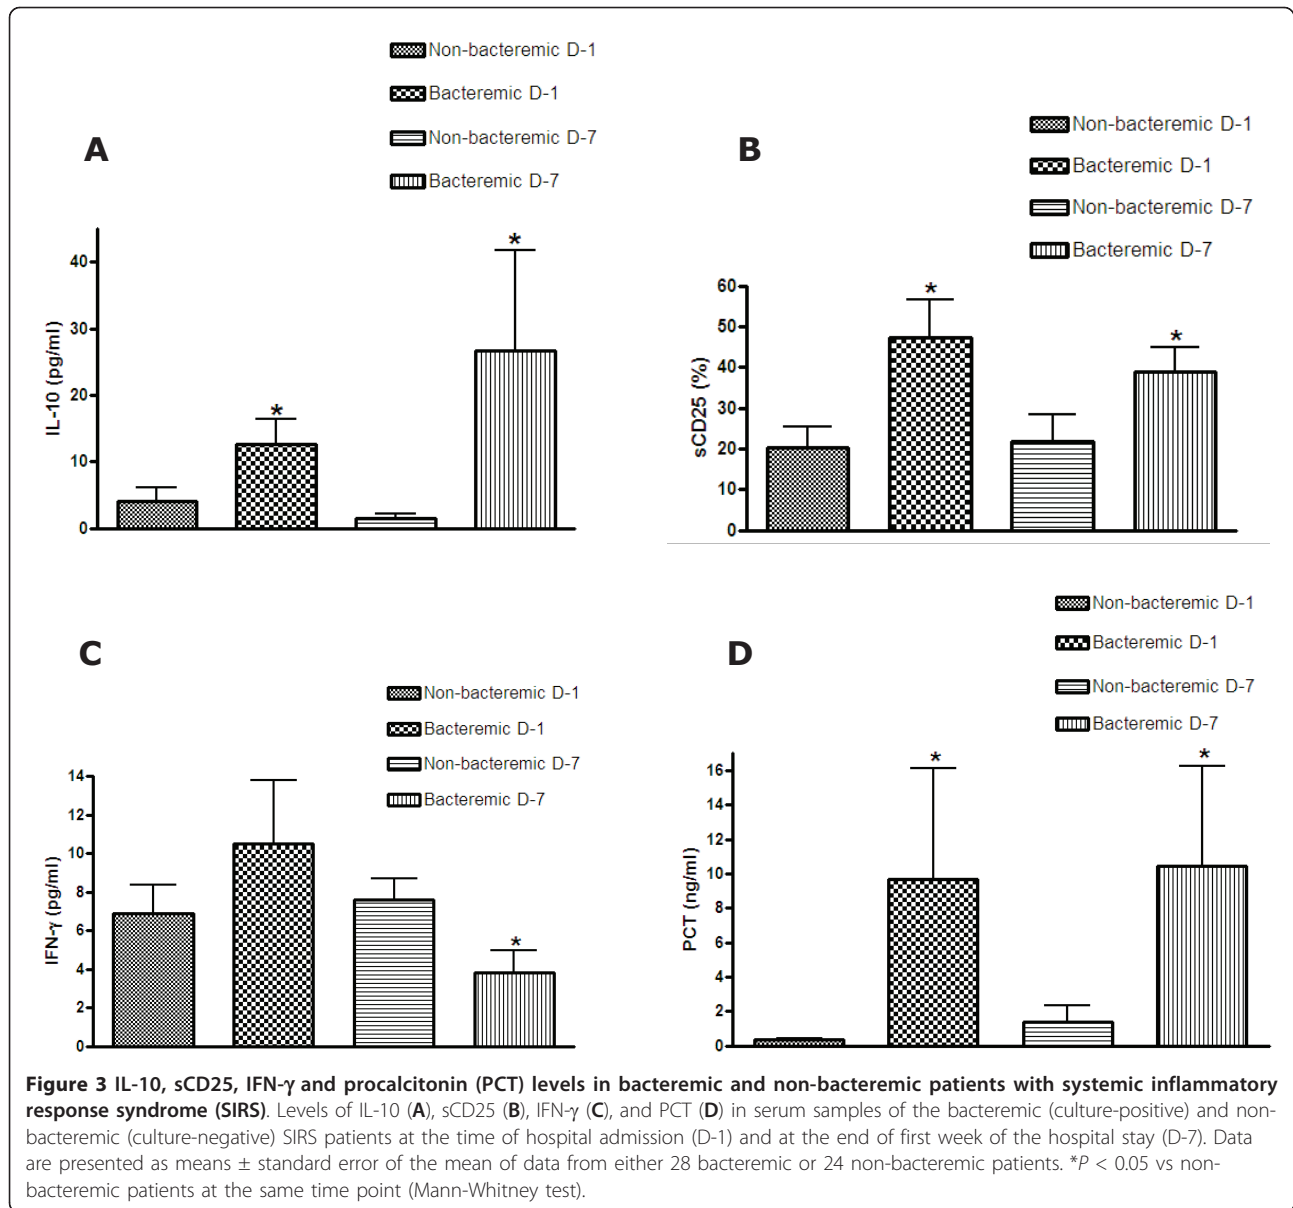 Non-bacteremic D-1
Bacteremic D-1
Non-bacteremic D-7
Bacteremic D-7
A
IL-10 (pg/ml)
40
30
20
10
0
*
*
Non-bacteremic D-1
Bacteremic D-1
Non-bacteremic D-7
Bacteremic D-7
B
sCD25 (%)
60
50
40
30
20
10
0
*
*
Non-bacteremic D-1
Bacteremic D-1
Non-bacteremic D-7
Bacteremic D-7
C
IFN-γ (pg/ml)
14
12
10
8
6
4
2
0
*
Non-bacteremic D-1
Bacteremic D-1
Non-bacteremic D-7
Bacteremic D-7
D
PCT (ng/ml)
16
14
12
10
8
6
4
2
0
*
*
Figure 3 IL-10, sCD25, IFN-γ and procalcitonin (PCT) levels in bacteremic and non-bacteremic patients with systemic inflammatory
response syndrome (SIRS). Levels of IL-10 (A), sCD25 (B), IFN-γ (C), and PCT (D) in serum samples of the bacteremic (culture-positive) and non-
bacteremic (culture-negative) SIRS patients at the time of hospital admission (D-1) and at the end of first week of the hospital stay (D-7). Data
are presented as means ± standard error of the mean of data from either 28 bacteremic or 24 non-bacteremic patients. *P < 0.05 vs non-
bacteremic patients at the same time point (Mann-Whitney test).